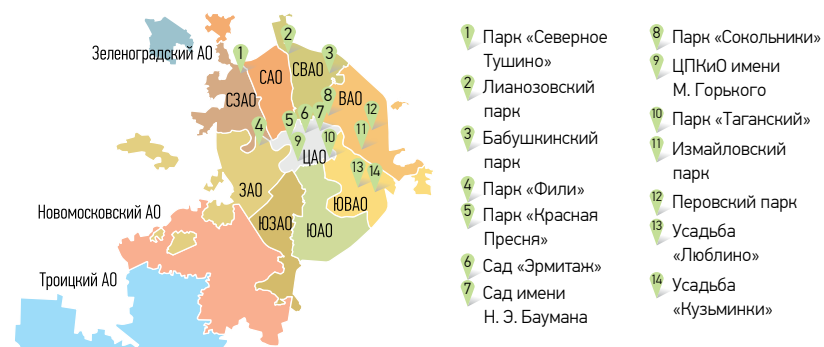 1
2
Зеленоградский АО
СВАО
3
САО
СЗАО
ВАО
8
12
6
7
5
4
11
9
10
ЦАО
13
14
ЗАО
ЮВАО
Новомосковский АО
ЮЗАО
ЮАО
Троицкий АО
1 Парк «Северное
Тушино»
2 Лианозовский
парк
3 Бабушкинский
парк
4 Парк «Фили»
5 Парк «Красная
Пресня»
6 Сад «Эрмитаж»
7 Сад имени
Н. Э. Баумана
8 Парк «Сокольники»
9 ЦПКиО имени
М. Горького
10 Парк «Таганский»
11 Измайловский
парк
12 Перовский парк
13 Усадьба
«Люблино»
14 Усадьба
«Кузьминки»